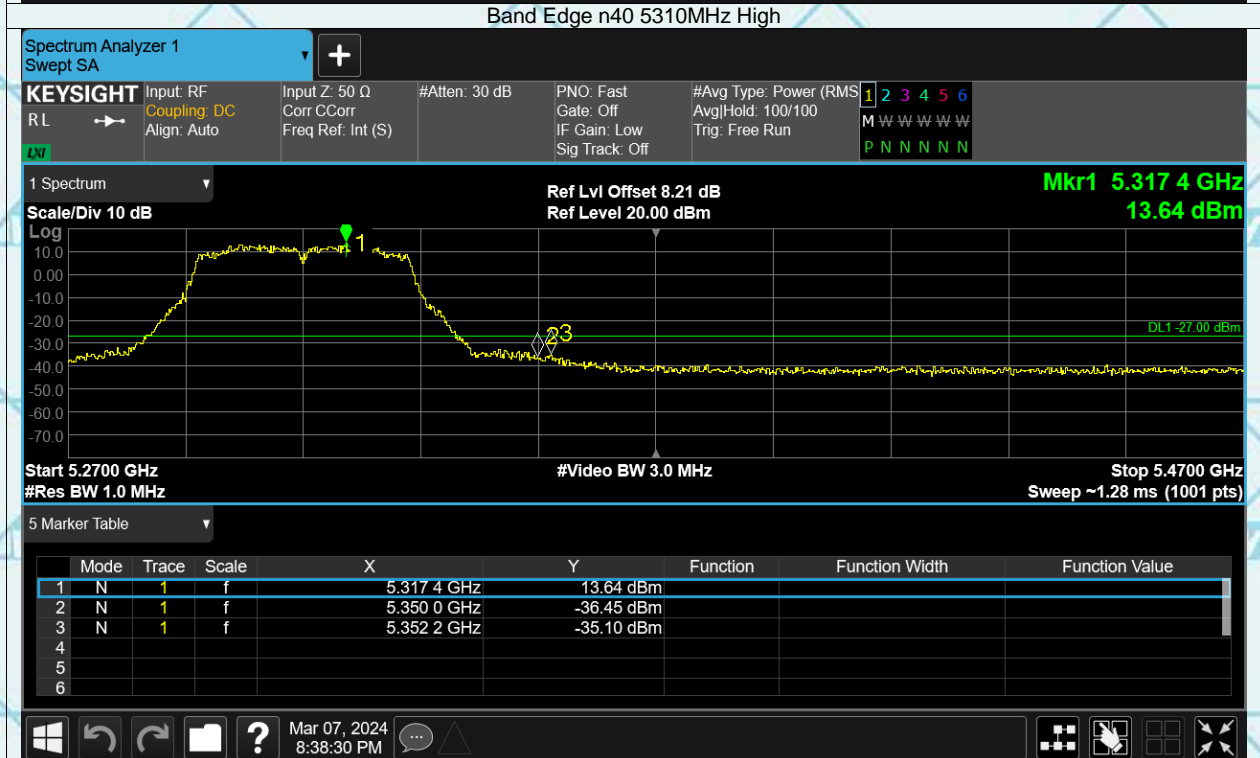 Band Edge n40 5310MHz High
Spectrum Analyzer 1
Swept SA
KEYSIGHT
R L
LXI
Input: RF
Coupling: DC
Align: Auto
Input Z: 50 Ω
Corr CCorr
Freq Ref: Int (S)
#Atten: 30 dB
PNO: Fast
Gate: Off
IF Gain: Low
Sig Track: Off
#Avg Type: Power (RMS
Avg|Hold: 100/100
Trig: Free Run
1 2 3 4 5 6
M W W W W W
P N N N N N
1 Spectrum
Scale/Div 10 dB
Ref Lvl Offset 8.21 dB
Ref Level 20.00 dBm
Mkr1 5.317 4 GHz
13.64 dBm
Log
10.0
0.00
-10.0
-20.0
-30.0
-40.0
-50.0
-60.0
-70.0
1
2 3
DL1 -27.00 dBm
Start 5.2700 GHz
#Res BW 1.0 MHz
#Video BW 3.0 MHz
Stop 5.4700 GHz
Sweep ~1.28 ms (1001 pts)
5 Marker Table
Mode Trace Scale X Y Function Function Width Function Value
1 N 1 f 5.317 4 GHz 13.64 dBm
2 N 1 f 5.350 0 GHz -36.45 dBm
3 N 1 f 5.352 2 GHz -35.10 dBm
4
5
6
?
Mar 07, 2024
8:38:30 PM